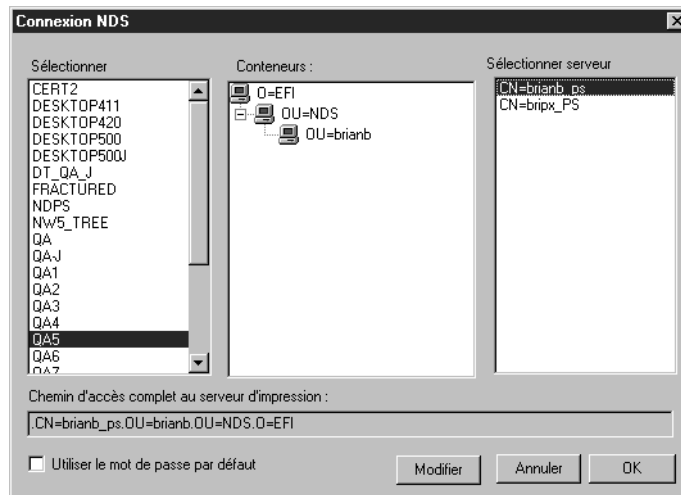 Connexion NDS
Sélectionner
CERT2
DESKTOP411
DESKTOP420
DESKTOP500
DESKTOP500J
DT_QA_J
FRACTURED
NDPS
NW5_TREE
QA
QAJ
QA1
QA2
QA3
QA4
QA5
QA6
QA7
Conteneurs :
O=EFI
OU=NDS
OU=brianb
Sélectionner serveur
CN=brianb_ps
CN=bripx_PS
Chemin d'accès complet au serveur d'impression :
.CN=brianb_ps.OU=brianb.OU=NDS.O=EFI
Utiliser le mot de passe par défaut
Modifier
Annuler
OK